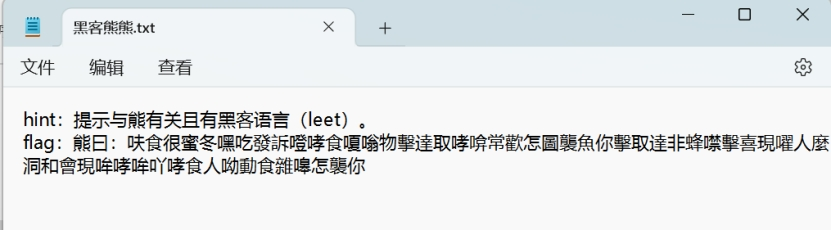 黑客熊熊.txt
文件 编辑 查看
hint：提示与熊有关且有黑客语言（leet）。
flag：熊曰：呋食很蜜冬嘿吃發訴噔哮食嗄嗡物擊達取哮啽常歡怎圖襲魚你擊取達非蜂噤擊喜現嚁人麼
洞和會現哞哮哞吖哮食人呦動食雜嗥怎襲你